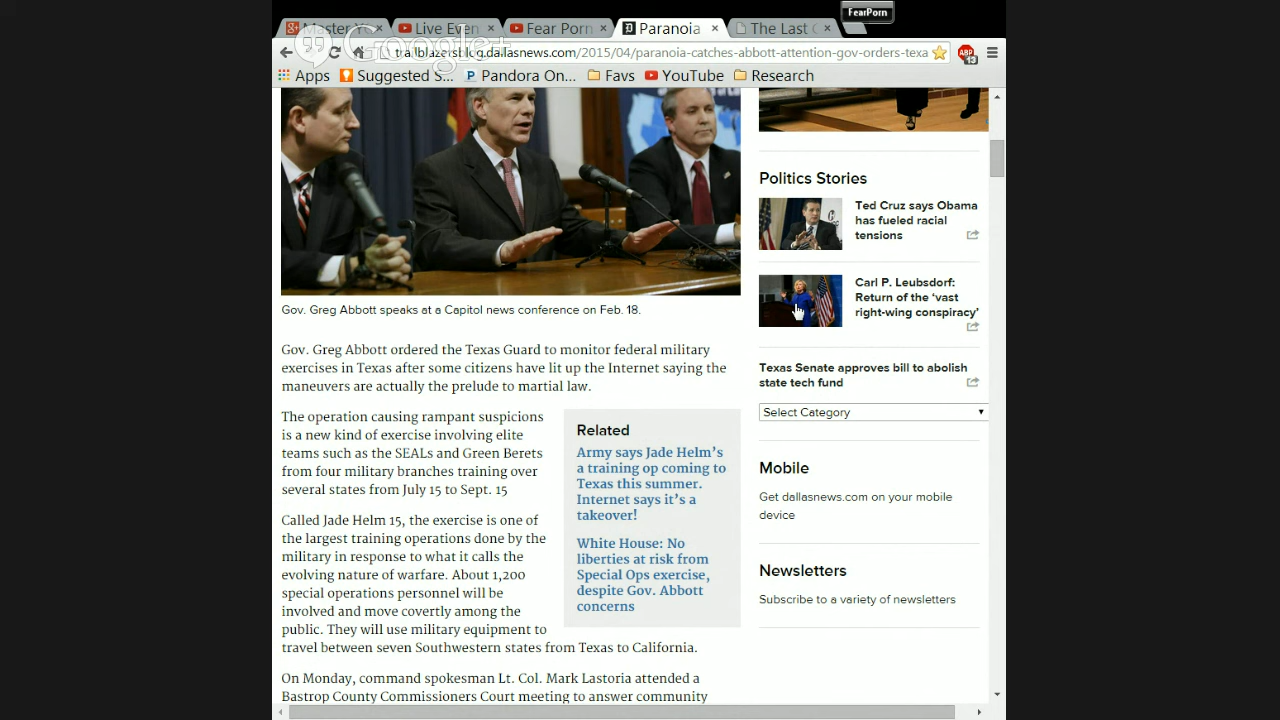 FearPorn
Master Y
Live Even
Fear Porn
Paranoia
The Last C
Google+
trailblazersblog.dallasnews.com/2015/04/paranoia-catches-abbott-attention-gov-orders-texa
ABP
13
Apps
Suggested S...
Pandora On...
Favs
YouTube
Research
Gov. Greg Abbott speaks at a Capitol news conference on Feb. 18.
Gov. Greg Abbott ordered the Texas Guard to monitor federal military
exercises in Texas after some citizens have lit up the Internet saying the
maneuvers are actually the prelude to martial law.
The operation causing rampant suspicions
is a new kind of exercise involving elite
teams such as the SEALs and Green Berets
from four military branches training over
several states from July 15 to Sept. 15
Called Jade Helm 15, the exercise is one of
the largest training operations done by the
military in response to what it calls the
evolving nature of warfare. About 1,200
special operations personnel will be
involved and move covertly among the
public. They will use military equipment to
travel between seven Southwestern states from Texas to California.
On Monday, command spokesman Lt. Col. Mark Lastoria attended a
Bastrop County Commissioners Court meeting to answer community
Related
Army says Jade Helm's
a training op coming to
Texas this summer.
Internet says it's a
takeover!
White House: No
liberties at risk from
Special Ops exercise,
despite Gov. Abbott
concerns
Politics Stories
Ted Cruz says Obama
has fueled racial
tensions
Carl P. Leubsdorf:
Return of the 'vast
right-wing conspiracy'
Texas Senate approves bill to abolish
state tech fund
Select Category
Mobile
Get dallasnews.com on your mobile
device
Newsletters
Subscribe to a variety of newsletters